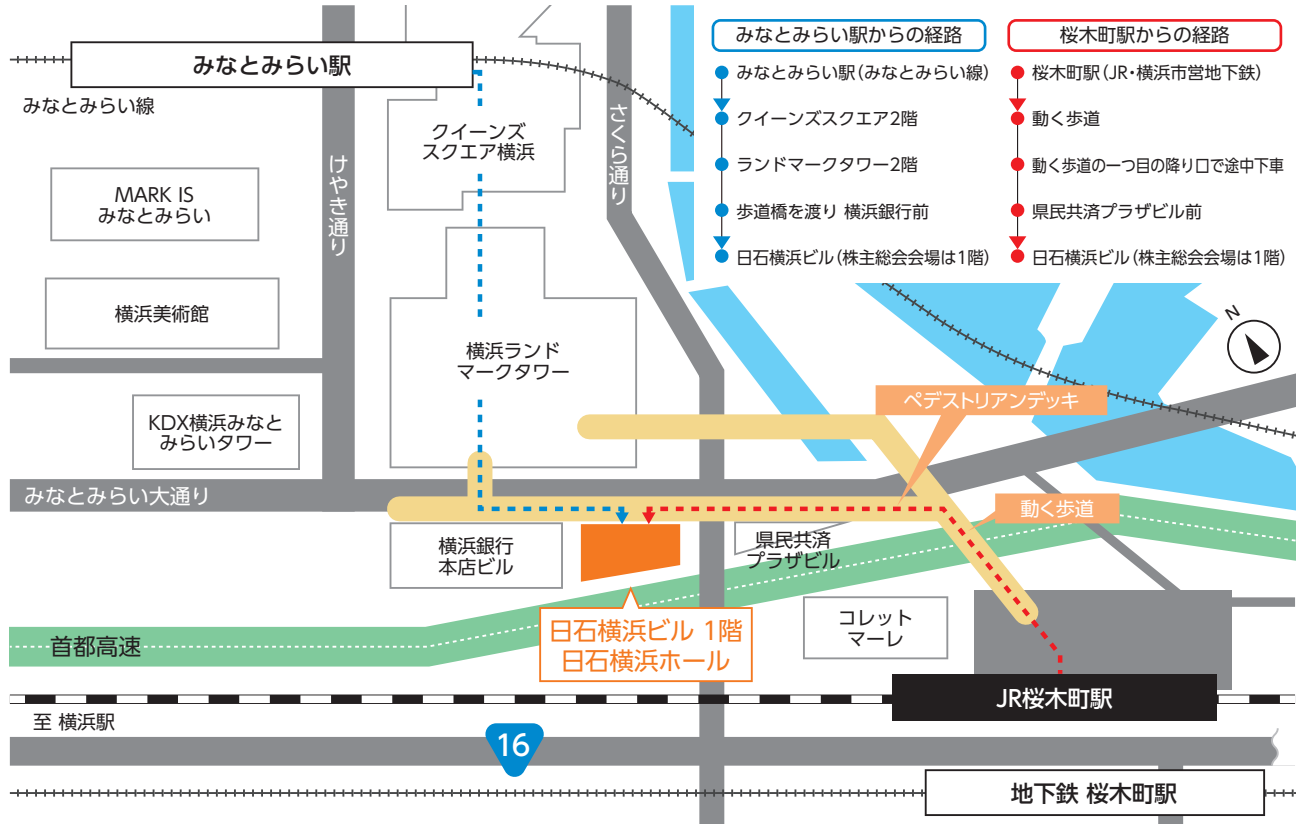 みなとみらい駅
みなとみらい線
クイーンズ
スクエア横浜
さくら通り
けやき通り
MARK IS
みなとみらい
横浜美術館
横浜ランド
マークタワー
KDX横浜みなと
みらいタワー
みなとみらい大通り
横浜銀行
本店ビル
県民共済
プラザビル
ペデストリアンデッキ
動く歩道
コレット
マーレ
日石横浜ビル 1階
日石横浜ホール
首都高速
JR桜木町駅
至 横浜駅
16
地下鉄 桜木町駅
N
みなとみらい駅からの経路
みなとみらい駅(みなとみらい線)
クイーンズスクエア2階
ランドマークタワー2階
歩道橋を渡り 横浜銀行前
日石横浜ビル(株主総会会場は1階)
桜木町駅からの経路
桜木町駅(JR・横浜市営地下鉄)
動く歩道
動く歩道の一つ目の降り口で途中下車
県民共済プラザビル前
日石横浜ビル(株主総会会場は1階)